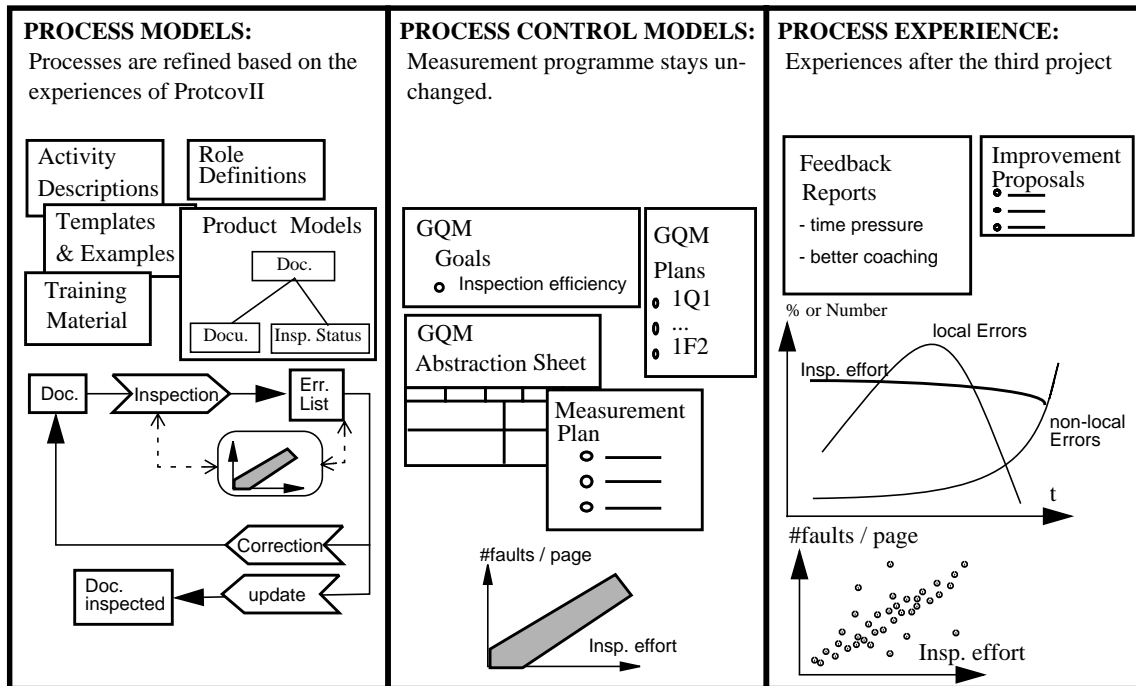 PROCESS MODELS:
Processes are refined based on the
experiences of ProtcovII
Activity
Descriptions
Role
Definitions
Templates
& Examples
Product Models
Doc.
Docu.
Insp. Status
Training
Material
Doc.
Inspection
Err.
List
Correction
Doc.
inspected
update
PROCESS CONTROL MODELS:
Measurement programme stays un-
changed.
GQM
Goals
Inspection efficiency
GQM
Plans
1Q1
...
1F2
GQM
Abstraction Sheet
Measurement
Plan
#faults / page
Insp. effort
PROCESS EXPERIENCE:
Experiences after the third project
Feedback
Reports
- time pressure
- better coaching
Improvement
Proposals
% or Number
local Errors
Insp. effort
non-local
Errors
t
#faults / page
Insp. effort